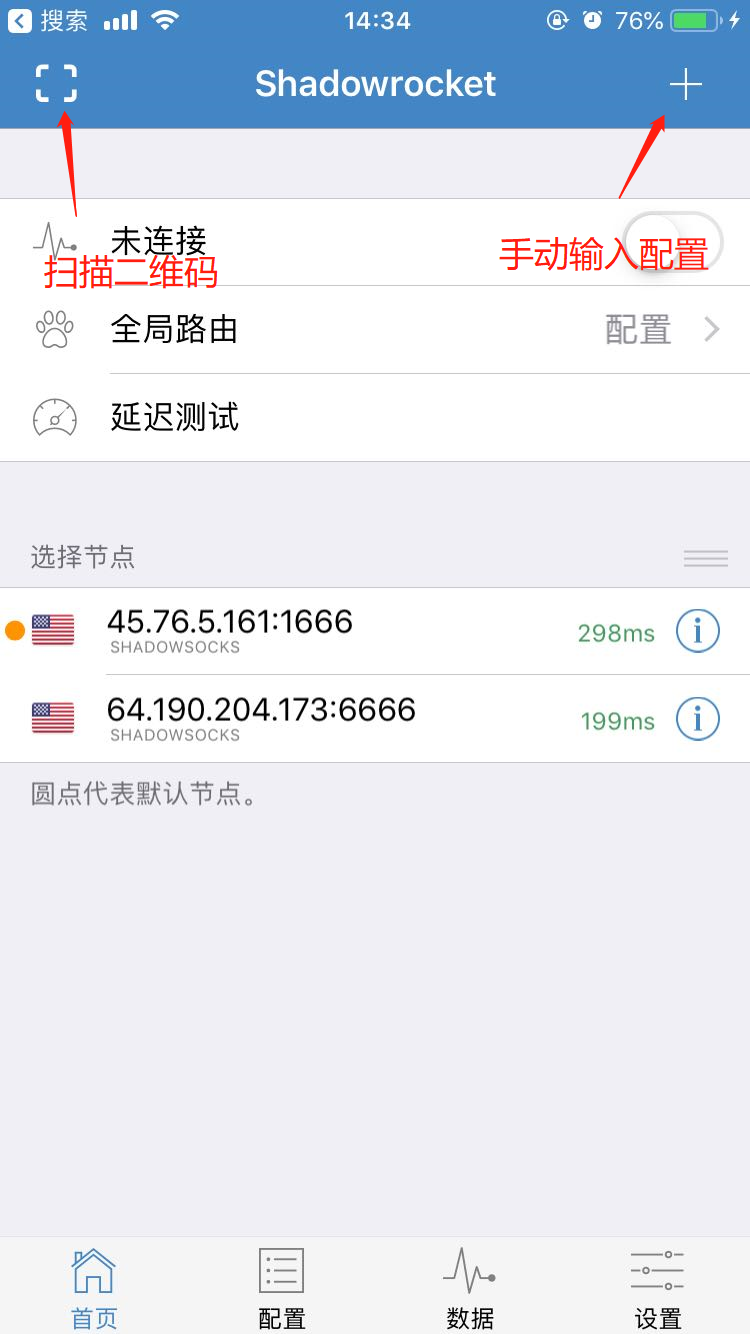 搜索 14:34 76%
Shadowrocket
未连接
扫描二维码
手动输入配置
全局路由 配置
延迟测试
选择节点
45.76.5.161:1666
SHADOWSOCKS
298ms
64.190.204.173:6666
SHADOWSOCKS
199ms
圆点代表默认节点。
首页 配置 数据 设置